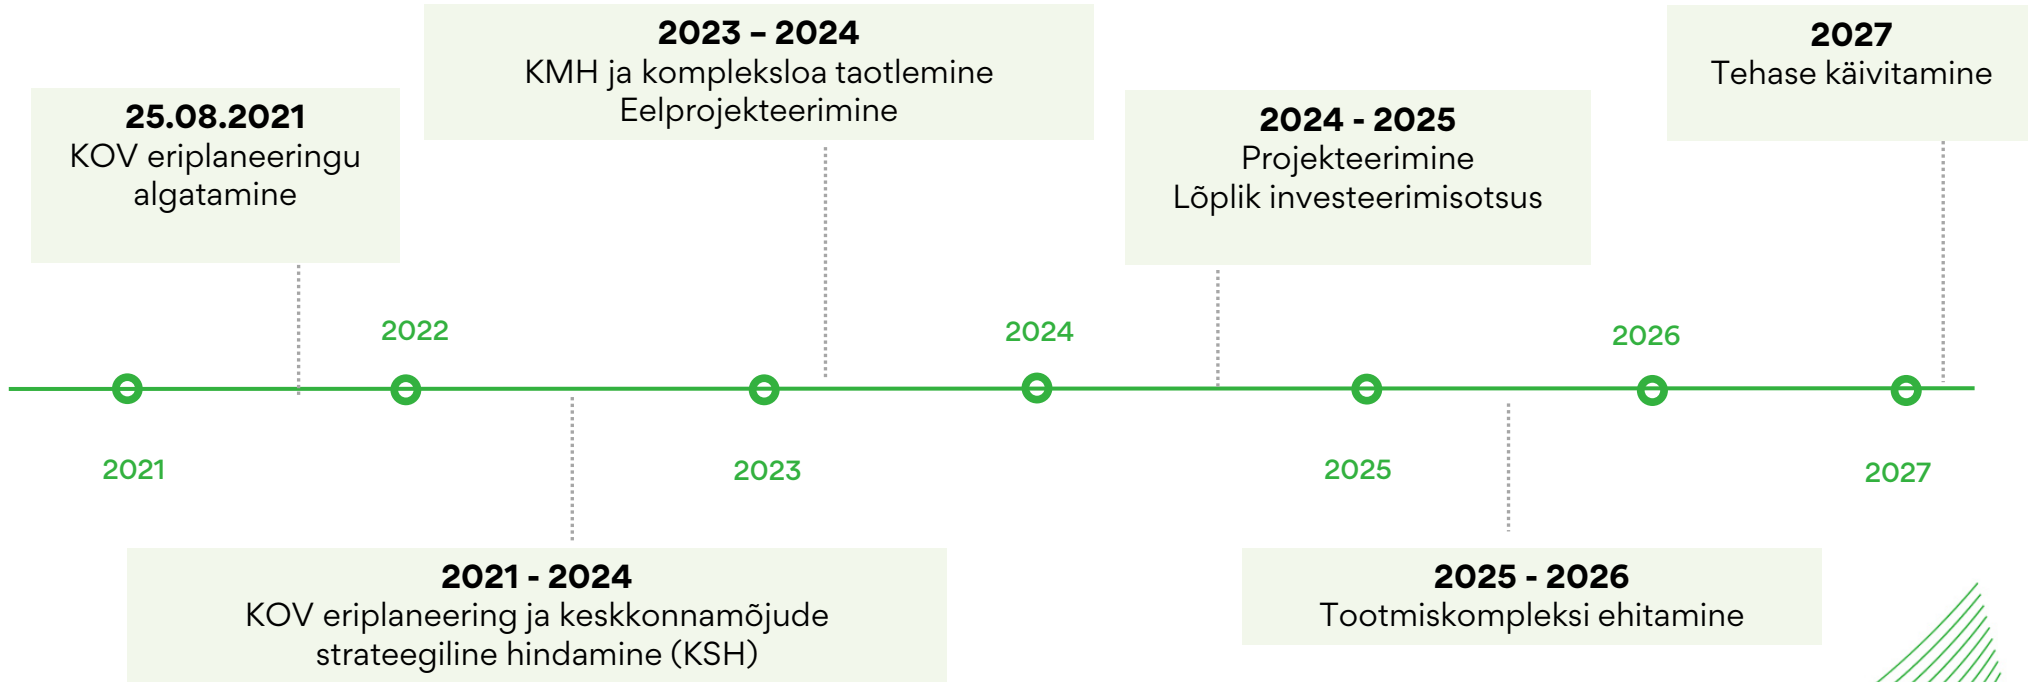 25.08.2021
KOV eriplaneeringu
algatamine
2023 – 2024
KMH ja kompleksloa taotlemine
Eelprojekteerimine
2024 - 2025
Projekteerimine
Lõplik investeerimisotsus
2027
Tehase käivitamine
2022
2024
2026
2021
2023
2025
2027
2021 - 2024
KOV eriplaneering ja keskkonnamõjude
strateegiline hindamine (KSH)
2025 - 2026
Tootmiskompleksi ehitamine